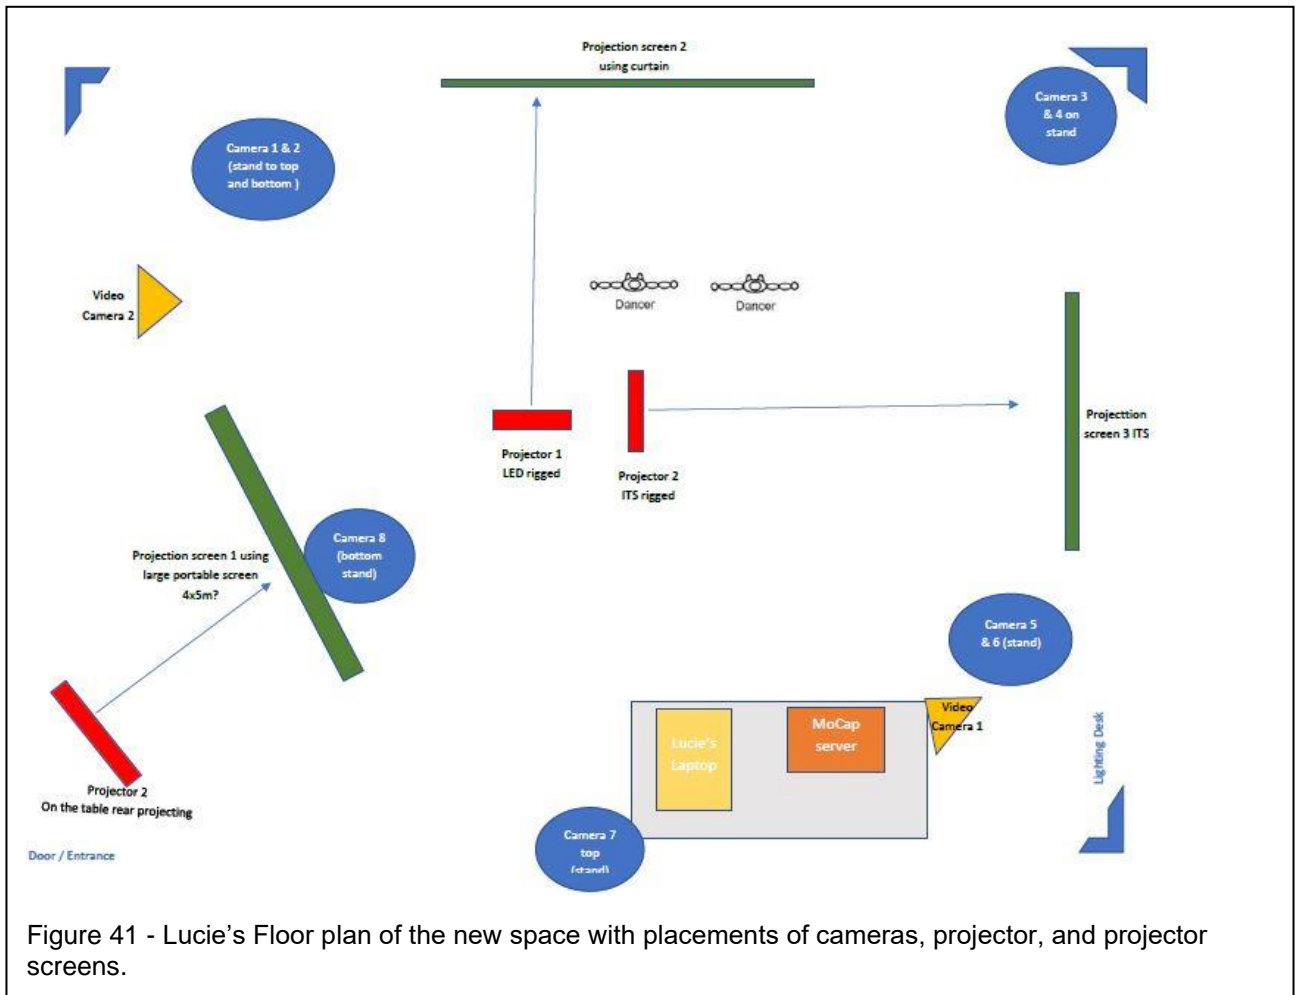 Projection screen 2
using curtain
Camera 3
& 4 on
stand
Camera 1 & 2
(stand to top
and bottom )
Video
Camera 2
Dancer
Dancer
Projecttion
screen 3 ITS
Projector 1
LED rigged
Projector 2
ITS rigged
Camera 8
(bottom
stand)
Projection screen 1 using
large portable screen
4x5m?
Camera 5
& 6 (stand)
Lucie's
Laptop
MoCap
server
Video
Camera 1
Lighting Desk
Projector 2
On the table rear projecting
Camera 7
top
(stand)
Door / Entrance
Figure 41 - Lucie’s Floor plan of the new space with placements of cameras, projector, and projector
screens.